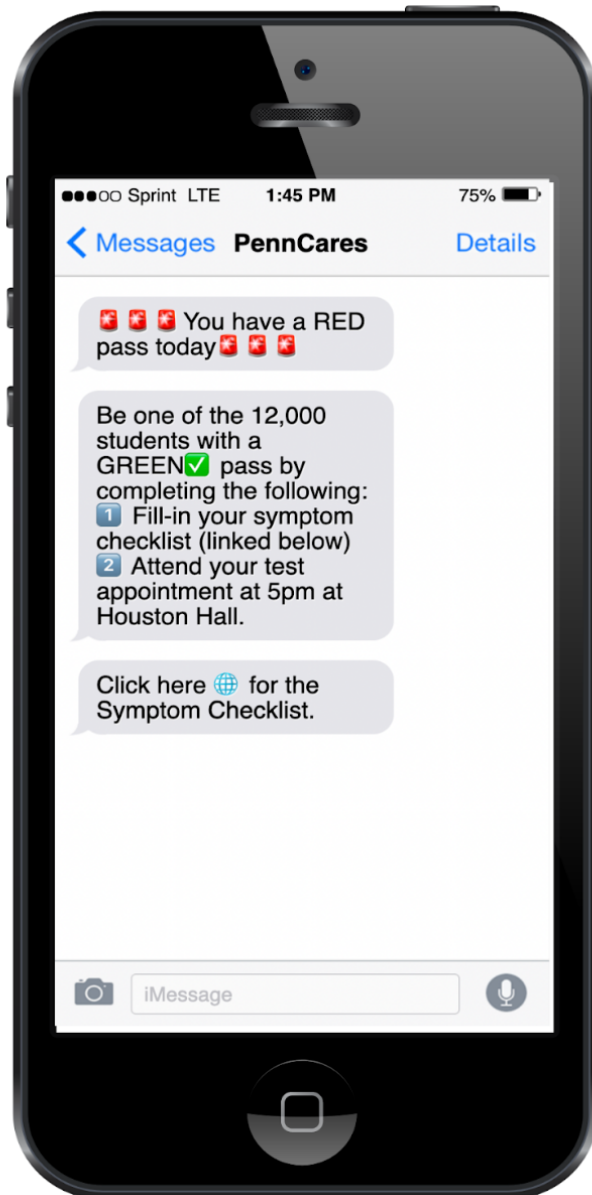 ●●●○○ Sprint LTE 1:45 PM 75%
Messages PennCares Details
🚨 🚨 🚨 You have a RED
pass today🚨 🚨 🚨
Be one of the 12,000
students with a
GREEN✅ pass by
completing the following:
1️⃣ Fill-in your symptom
checklist (linked below)
2️⃣ Attend your test
appointment at 5pm at
Houston Hall.
Click here 🌐 for the
Symptom Checklist.
iMessage